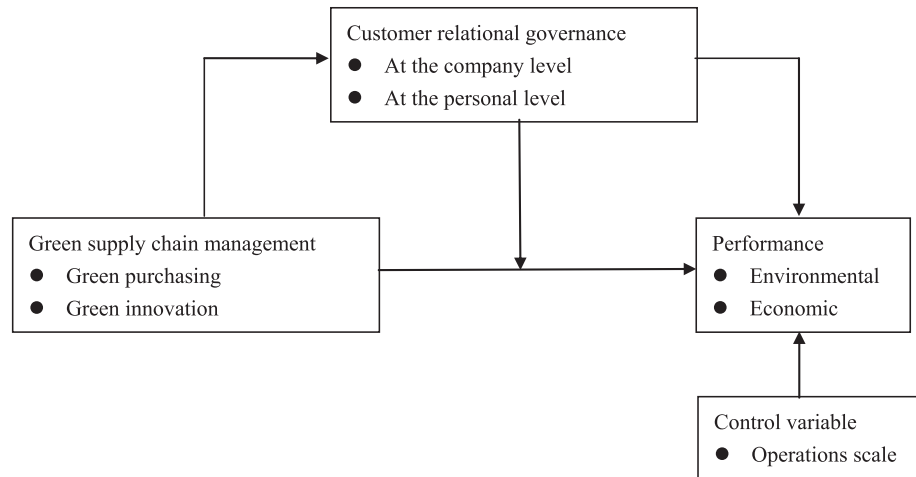 Customer relational governance
● At the company level
● At the personal level
Green supply chain management
● Green purchasing
● Green innovation
Performance
● Environmental
● Economic
Control variable
● Operations scale